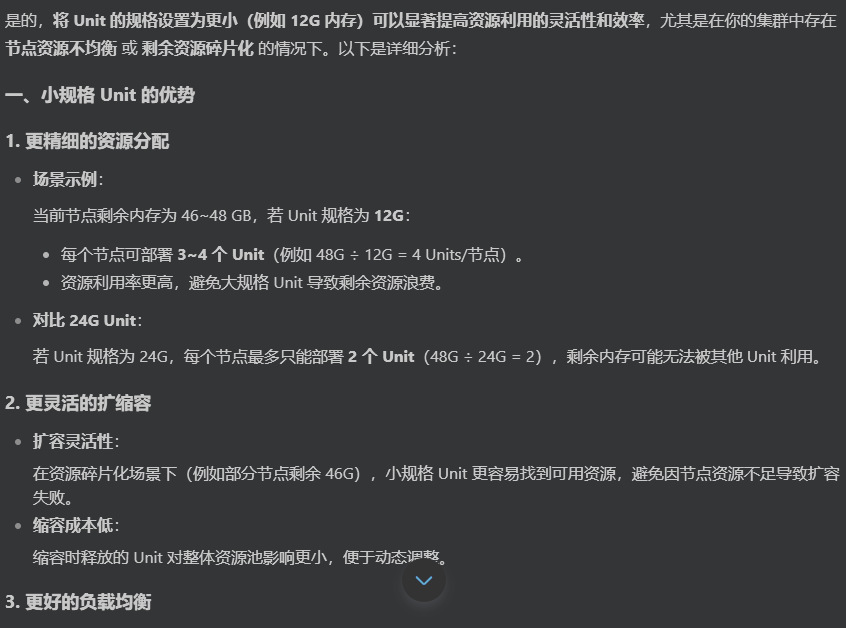 是的，将 Unit 的规格设置为更小（例如 12G 内存）可以显著提高资源利用的灵活性和效率，尤其是在你的集群中存在
节点资源不均衡 或 剩余资源碎片化 的情况下。以下是详细分析：
一、小规格 Unit 的优势
1. 更精细的资源分配
场景示例：
当前节点剩余内存为 46~48 GB，若 Unit 规格为 12G：
每个节点可部署 3~4 个 Unit（例如 48G ÷ 12G = 4 Units/节点）。
资源利用率更高，避免大规格 Unit 导致剩余资源浪费。
对比 24G Unit：
若 Unit 规格为 24G，每个节点最多只能部署 2 个 Unit（48G ÷ 24G = 2），剩余内存可能无法被其他 Unit 利用。
2. 更灵活的扩缩容
扩容灵活性：
在资源碎片化场景下（例如部分节点剩余 46G），小规格 Unit 更容易找到可用资源，避免因节点资源不足导致扩容
失败。
缩容成本低：
缩容时释放的 Unit 对整体资源池影响更小，便于动态调整。
3. 更好的负载均衡